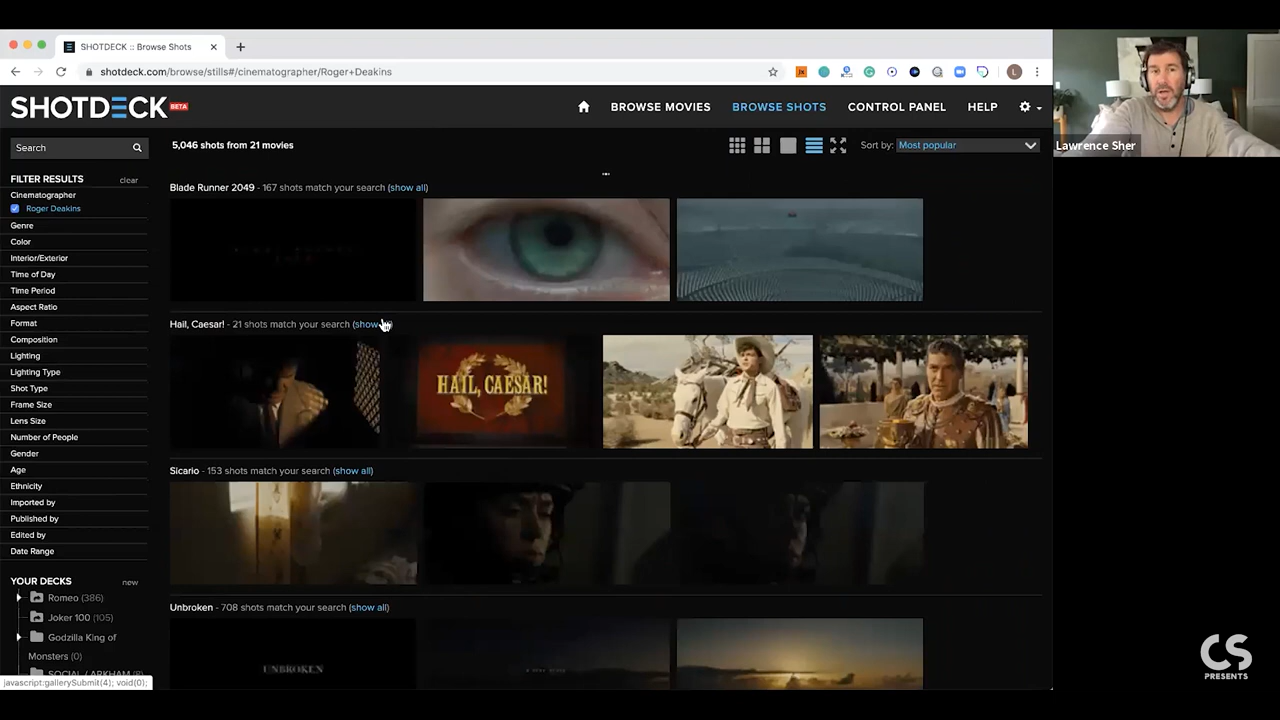 SHOTDECK :: Browse Shots
shotdeck.com/browse/stills#/cinematographer/Roger+Deakins
L
Lawrence Sher
SHOTDECK BETA
BROWSE MOVIES
BROWSE SHOTS
CONTROL PANEL
HELP
Search
5,046 shots from 21 movies
Sort by:
Most popular
FILTER RESULTS
clear
Cinematographer
Roger Deakins
Genre
Color
Interior/Exterior
Time of Day
Time Period
Aspect Ratio
Format
Composition
Lighting
Lighting Type
Shot Type
Frame Size
Lens Size
Number of People
Gender
Age
Ethnicity
Imported by
Published by
Edited by
Date Range
YOUR DECKS
new
Romeo (386)
Joker 100 (105)
Godzilla King of
Monsters (0)
SOCIAL / ARKHAM (8)
javascript:gallerySubmit(4); void(0);
Blade Runner 2049 - 167 shots match your search (show all)
Hail, Caesar! - 21 shots match your search (show
HAIL, CAESAR!
Sicario - 153 shots match your search (show all)
Unbroken - 708 shots match your search (show all)
UNBROKEN
CS
PRESENTS